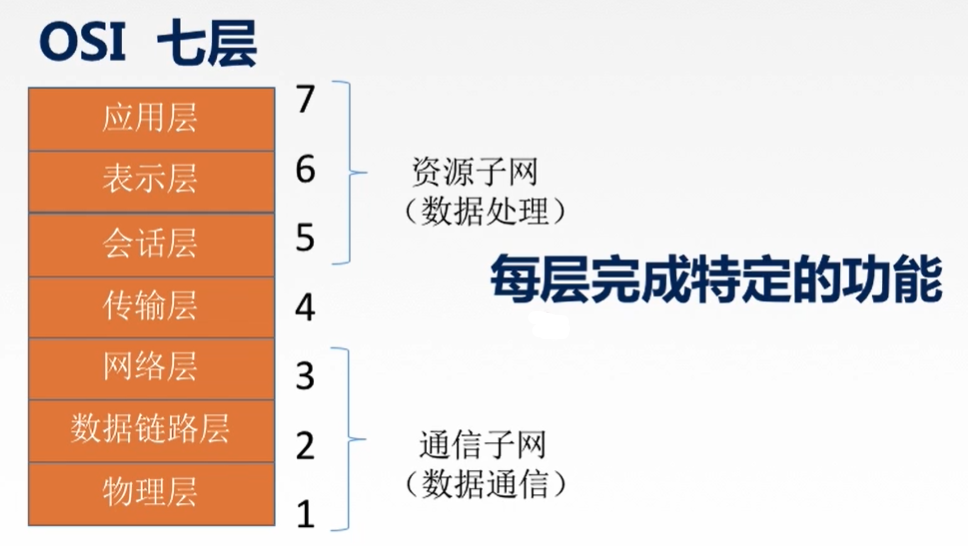 OSI 七层
应用层 7
表示层 6
会话层 5
传输层 4
网络层 3
数据链路层 2
物理层 1
资源子网
（数据处理）
每层完成特定的功能
通信子网
（数据通信）